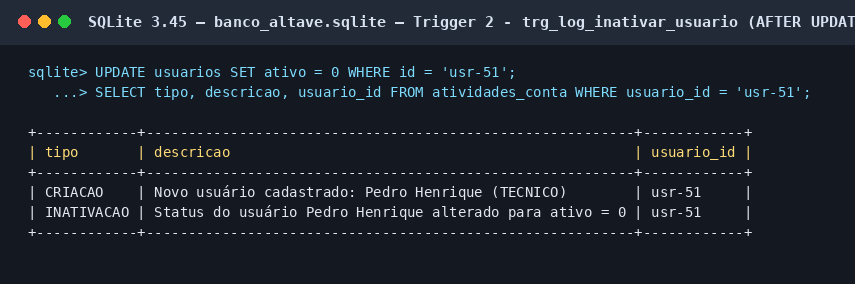 SQLite 3.45 — banco_altave.sqlite — Trigger 2 - trg_log_inativar_usuario (AFTER UPDAT
sqlite> UPDATE usuarios SET ativo = 0 WHERE id = 'usr-51';
   ...> SELECT tipo, descricao, usuario_id FROM atividades_conta WHERE usuario_id = 'usr-51';
+------------+----------------------------------------------------------+------------+
| tipo       | descricao                                                | usuario_id |
+------------+----------------------------------------------------------+------------+
| CRIACAO    | Novo usuário cadastrado: Pedro Henrique (TECNICO)        | usr-51     |
| INATIVACAO | Status do usuário Pedro Henrique alterado para ativo = 0 | usr-51     |
+------------+----------------------------------------------------------+------------+